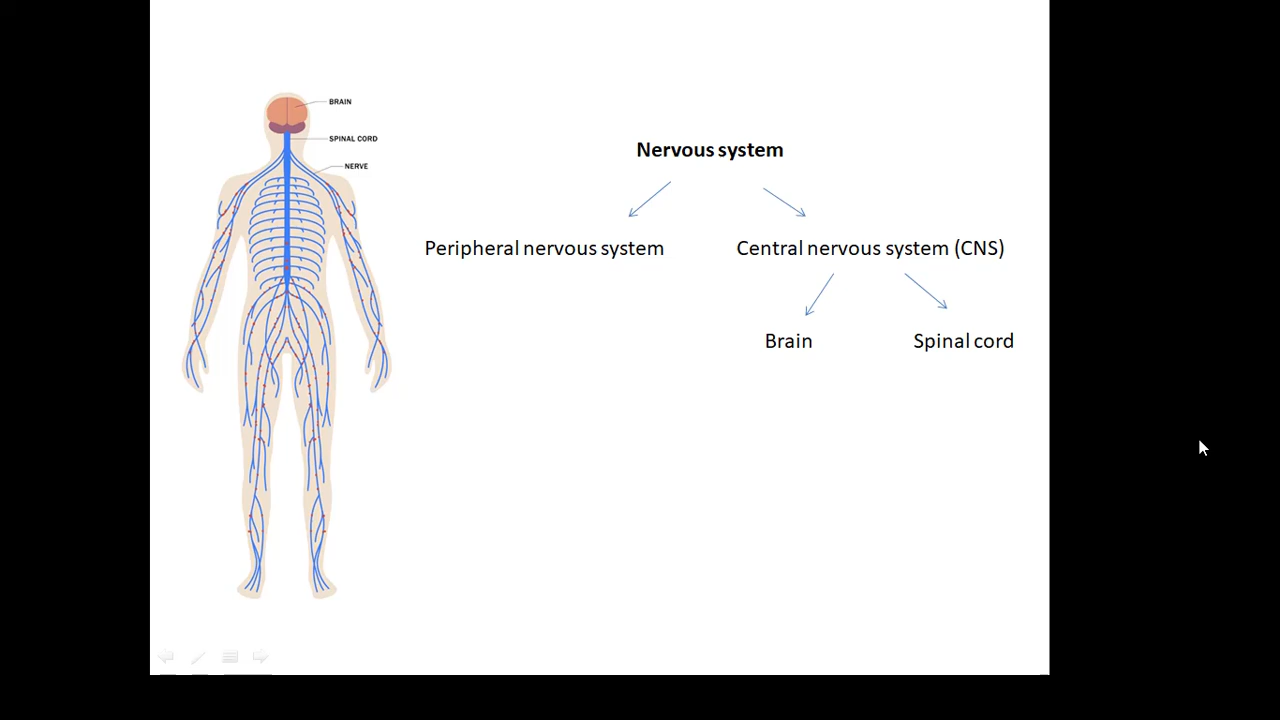 BRAIN
SPINAL CORD
NERVE
Nervous system
Peripheral nervous system
Central nervous system (CNS)
Brain
Spinal cord